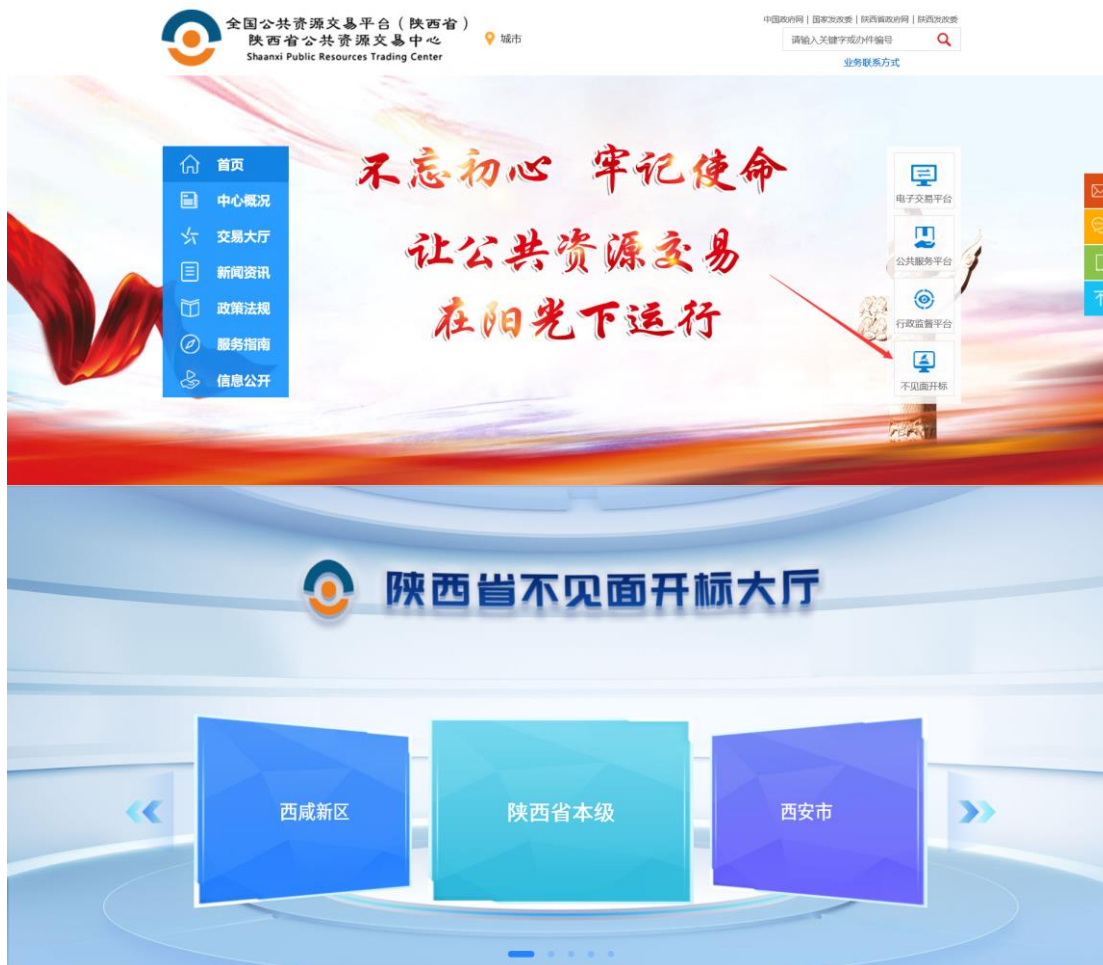 全国公共资源交易平台（陕西省）
陕西省公共资源交易中心
Shaanxi Public Resources Trading Center
城市
中国政府网 | 国家发改委 | 陕西省政府网 | 陕西发改委
请输入关键字或办件编号
业务联系方式
首页
中心概况
交易大厅
新闻资讯
政策法规
服务指南
信息公开
不忘初心 牢记使命
让公共资源交易
在阳光下运行
电子交易平台
公共服务平台
行政监督平台
不见面开标
陕西省不见面开标大厅
西咸新区
陕西省本级
西安市